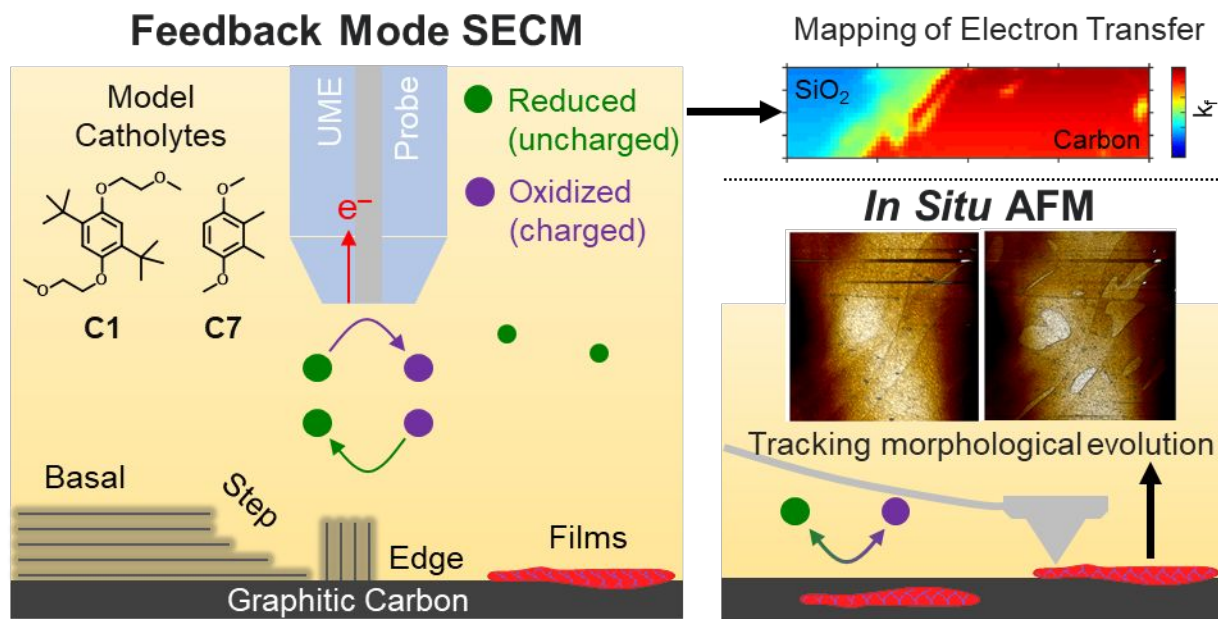 Feedback Mode SECM
Model
Catholytes
O
O
O
O
C1
O
O
C7
UME
Probe
e⁻
Reduced
(uncharged)
Oxidized
(charged)
Basal
Step
Edge
Films
Graphitic Carbon
Mapping of Electron Transfer
SiO₂
Carbon
k_f
In Situ AFM
Tracking morphological evolution